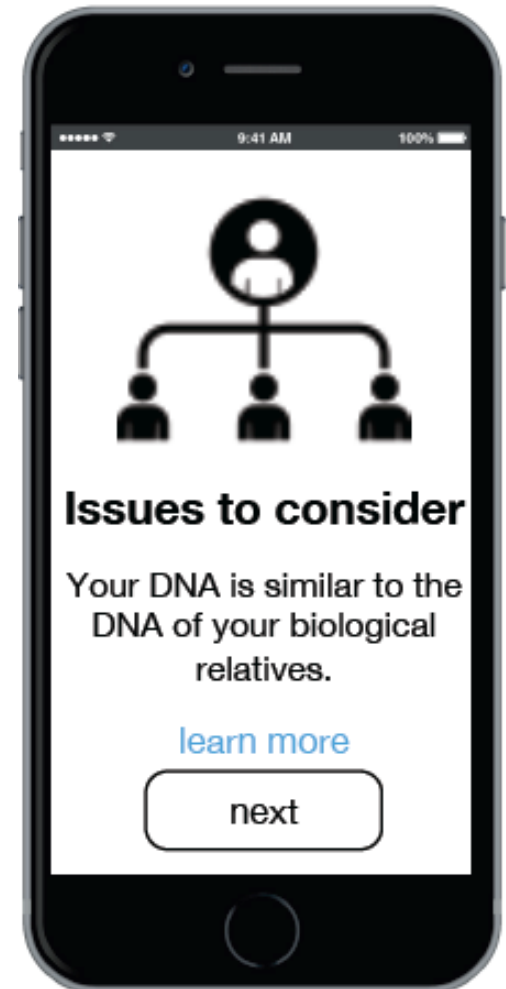 9:41 AM 100%
Issues to consider
Your DNA is similar to the
DNA of your biological
relatives.
learn more
next